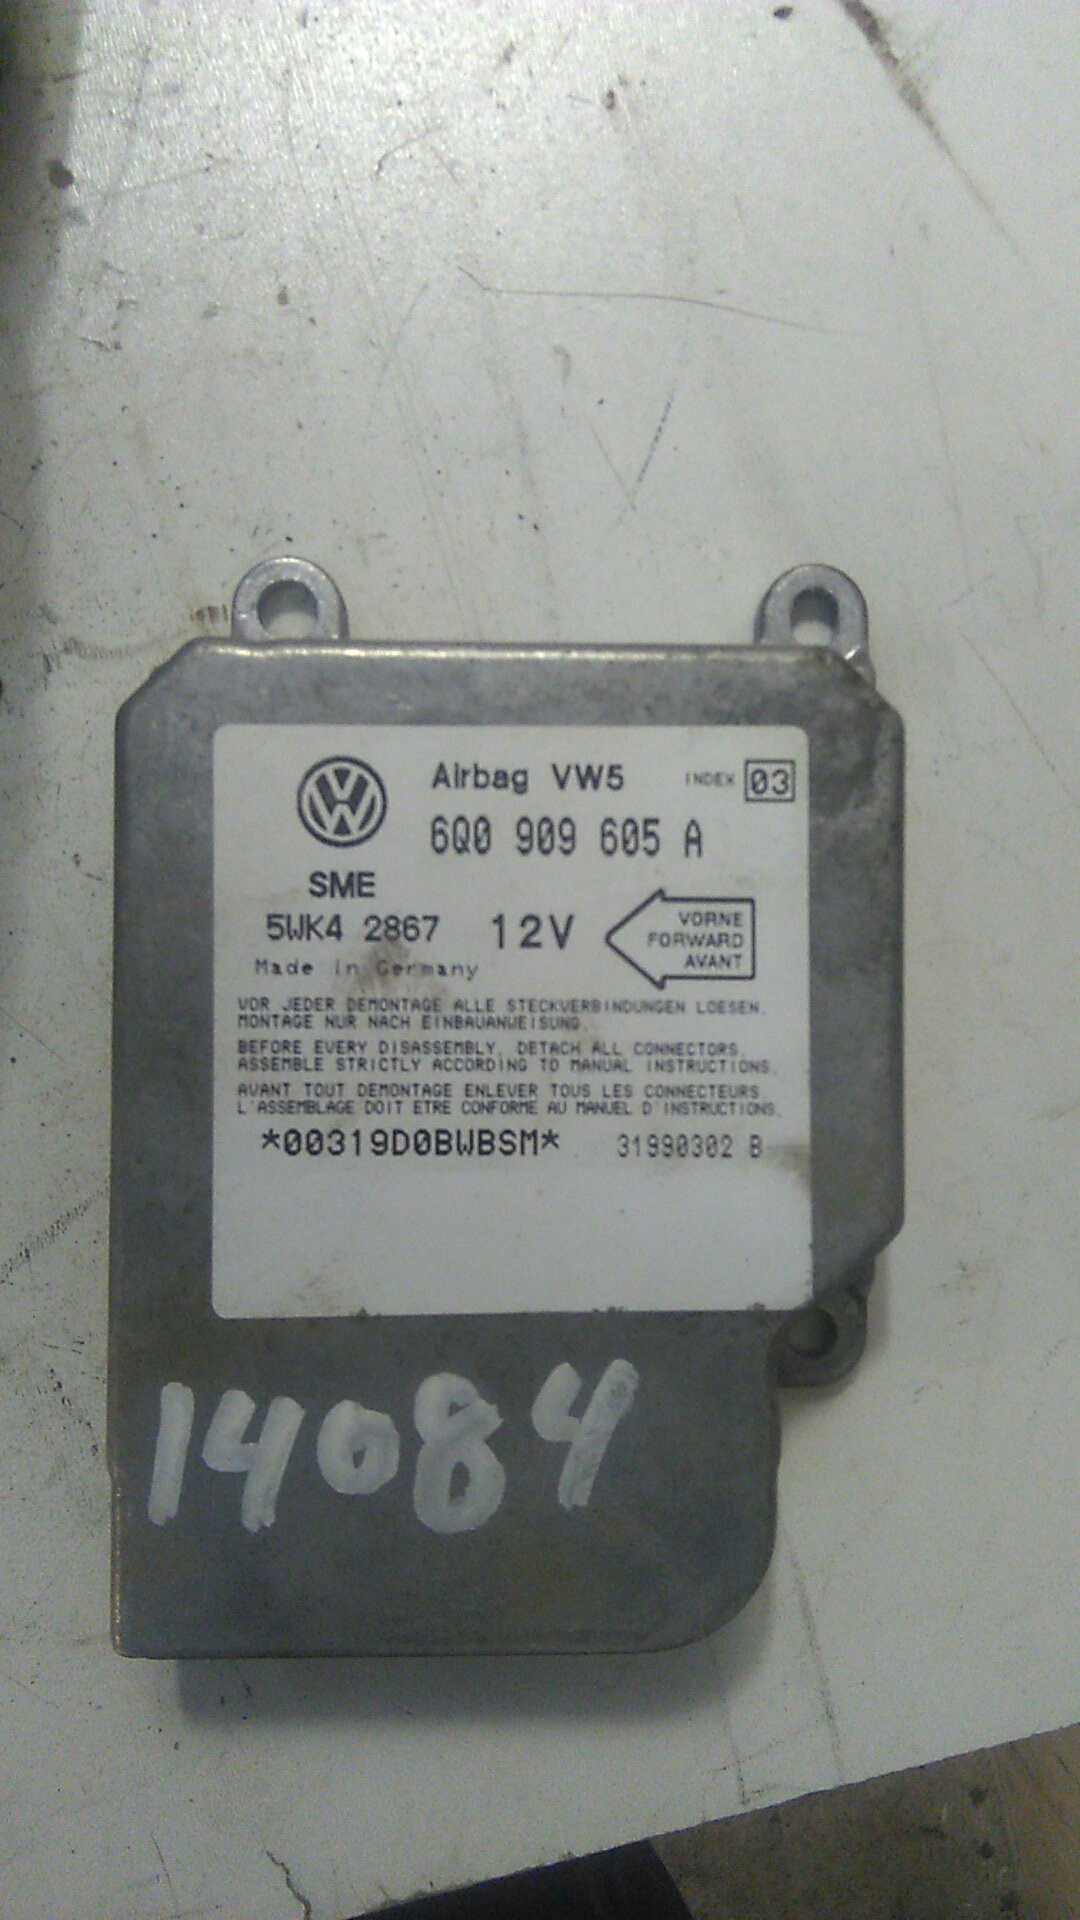 Airbag VW5 INDEX 03
6Q0 909 605 A
SME
5WK4 2867 12V
VORNE
FORWARD
AVANT
Made in Germany
VOR JEDER DEMONTAGE ALLE STECKVERBINDUNGEN LOESEN.
MONTAGE NUR NACH EINBAUANWEISUNG.
BEFORE EVERY DISASSEMBLY, DETACH ALL CONNECTORS.
ASSEMBLE STRICTLY ACCORDING TO MANUAL INSTRUCTIONS.
AVANT TOUT DEMONTAGE ENLEVER TOUS LES CONNECTEURS.
L'ASSEMBLAGE DOIT ETRE CONFORME AU MANUEL D'INSTRUCTIONS.
*00319D0BWBSM* 31990302 B
14084